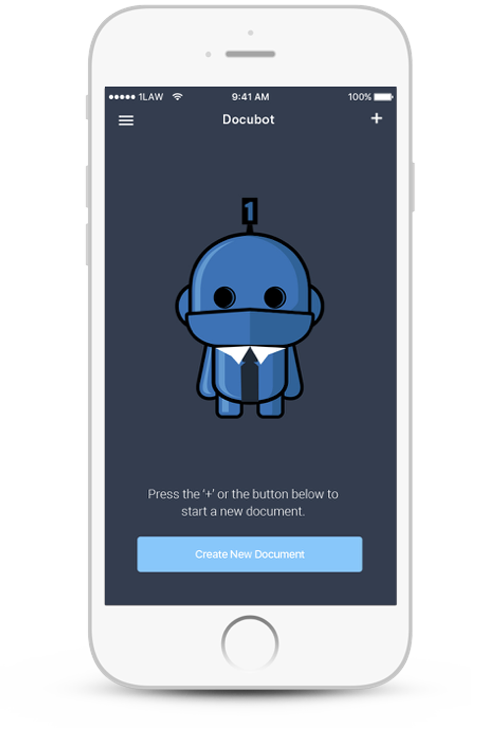 1LAW 9:41 AM 100%
Docubot +
1
Press the ‘+’ or the button below to
start a new document.
Create New Document